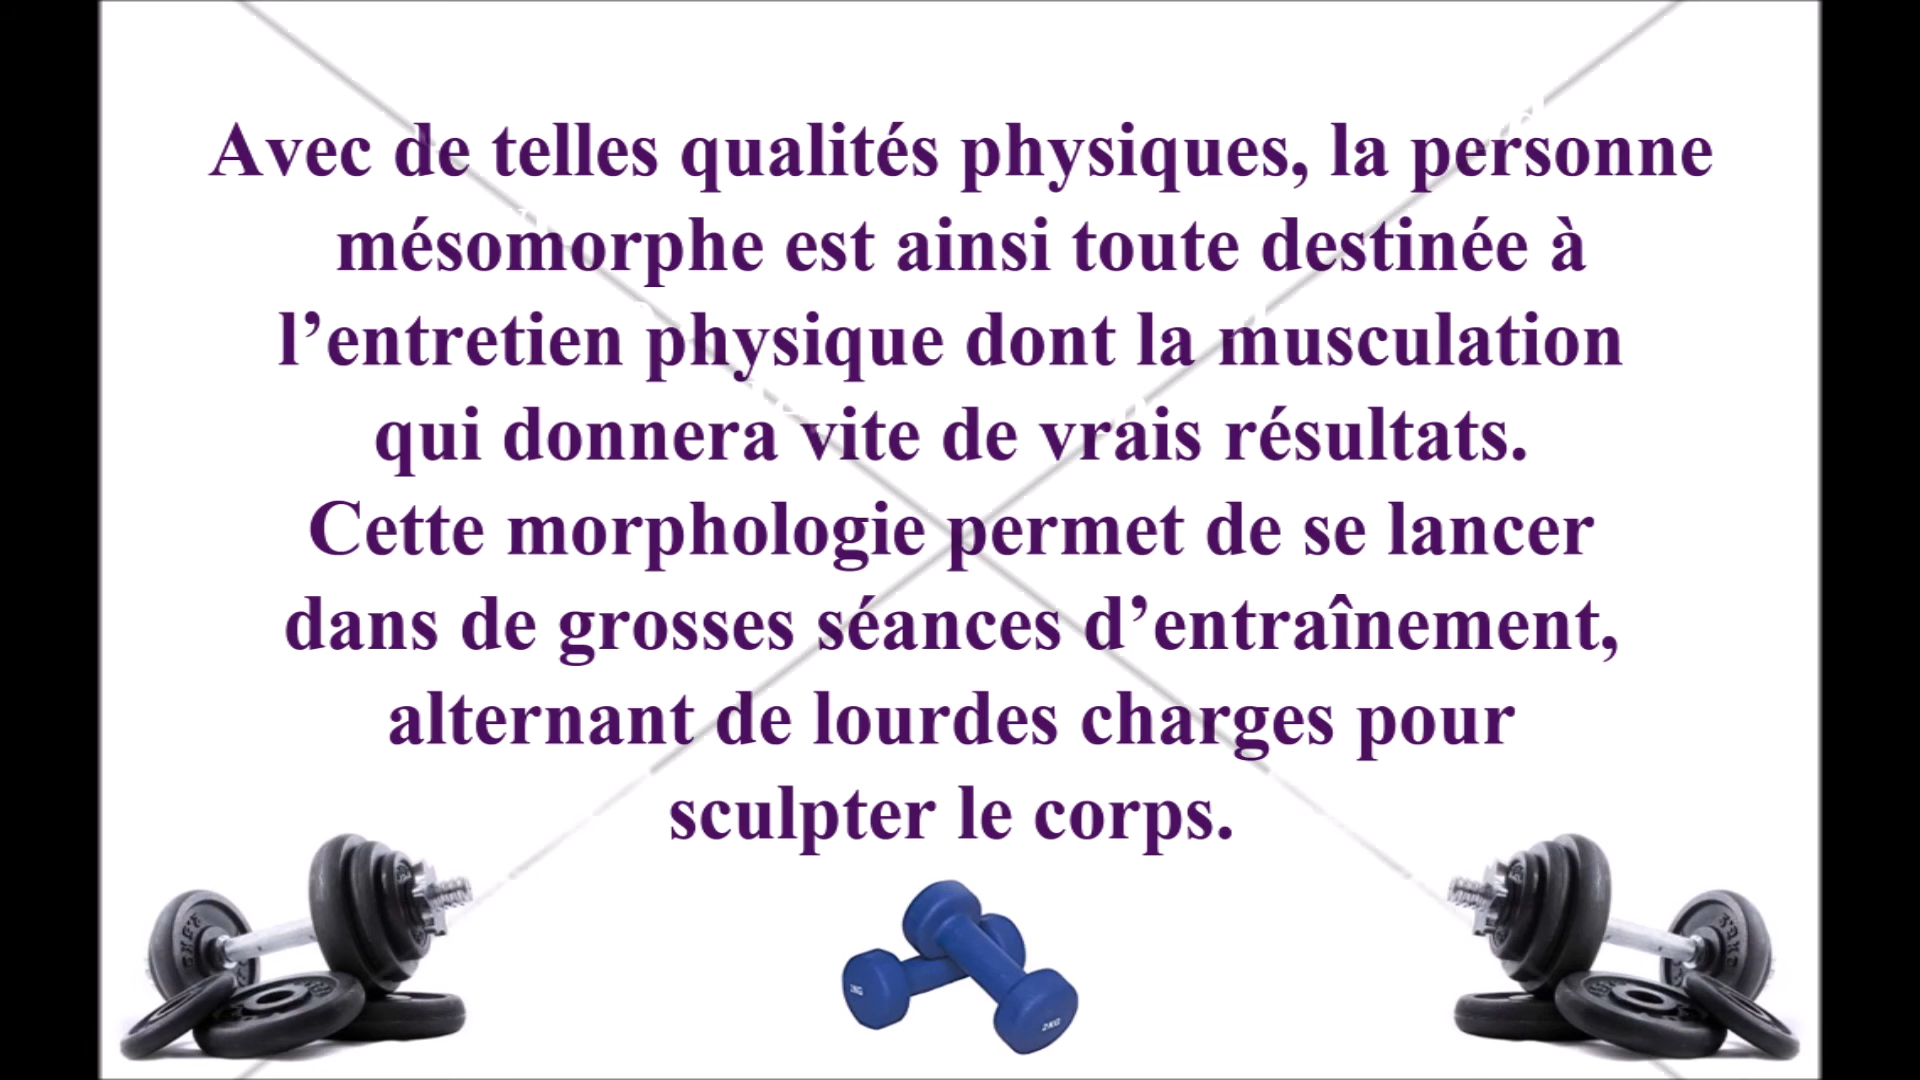 Avec de telles qualités physiques, la personne
mésomorphe est ainsi toute destinée à
l’entretien physique dont la musculation
qui donnera vite de vrais résultats.
Cette morphologie permet de se lancer
dans de grosses séances d’entraînement,
alternant de lourdes charges pour
sculpter le corps.
2KG
2KG